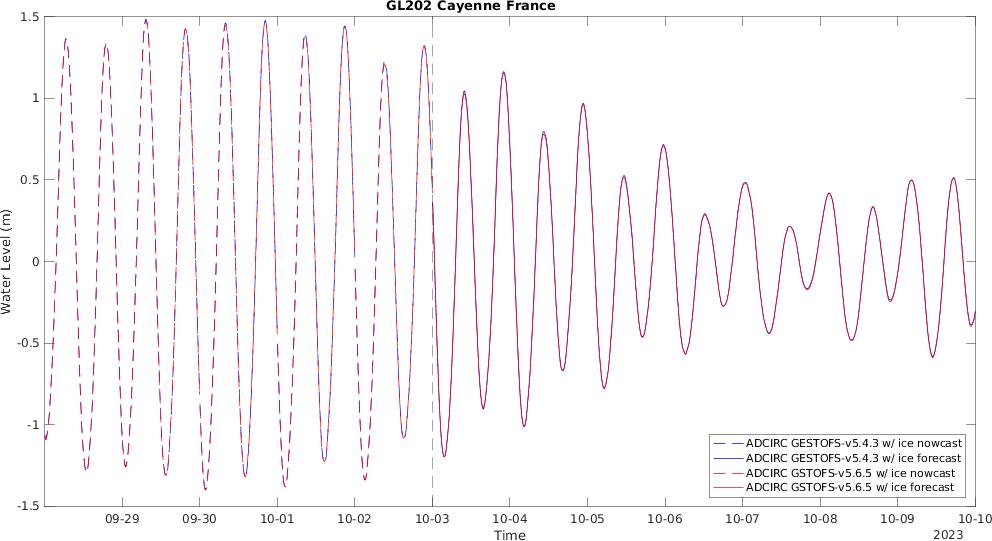 GL202 Cayenne France
1.5
1
0.5
0
-0.5
-1
-1.5
Water Level (m)
09-29 09-30 10-01 10-02 10-03 10-04 10-05 10-06 10-07 10-08 10-09 10-10
Time
2023
ADCIRC GESTOFS-v5.4.3 w/ ice nowcast
ADCIRC GESTOFS-v5.4.3 w/ ice forecast
ADCIRC GSTOFS-v5.6.5 w/ ice nowcast
ADCIRC GSTOFS-v5.6.5 w/ ice forecast